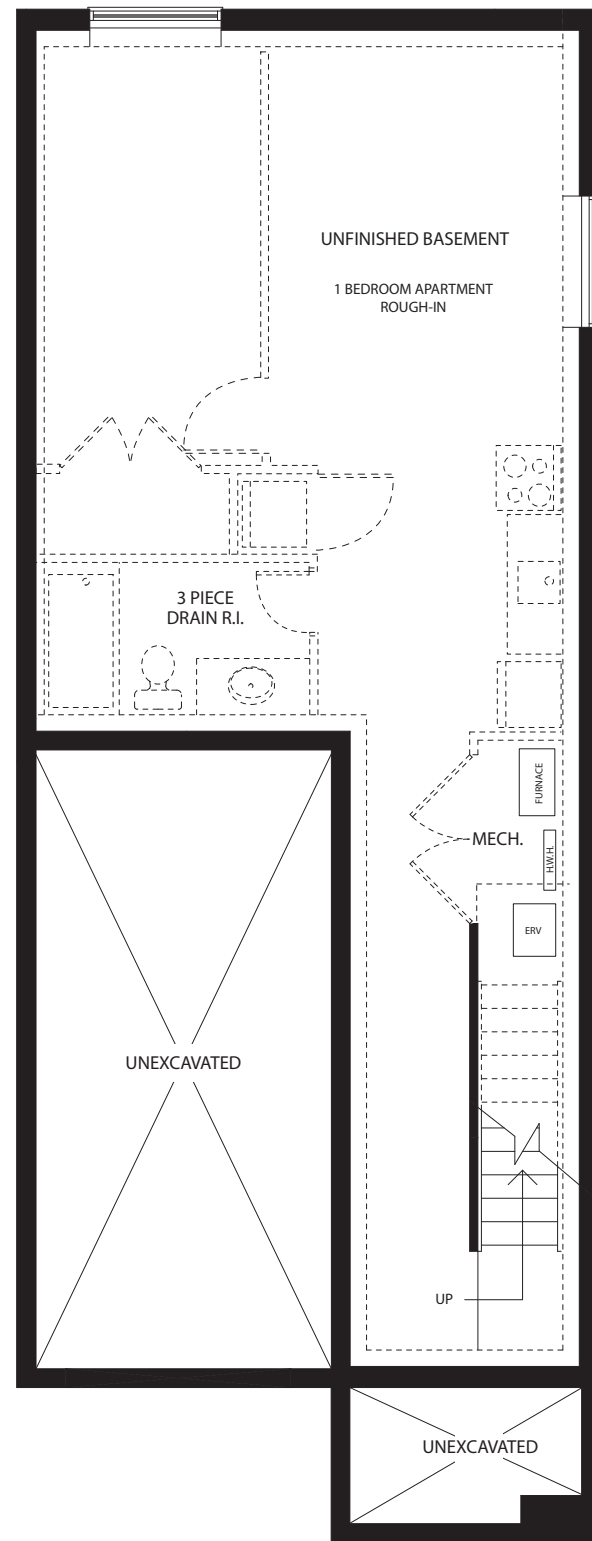 UNFINISHED BASEMENT
1 BEDROOM APARTMENT
ROUGH-IN
3 PIECE
DRAIN R.I.
FURNACE
MECH.
H.W.H.
ERV
UNEXCAVATED
UP
UNEXCAVATED